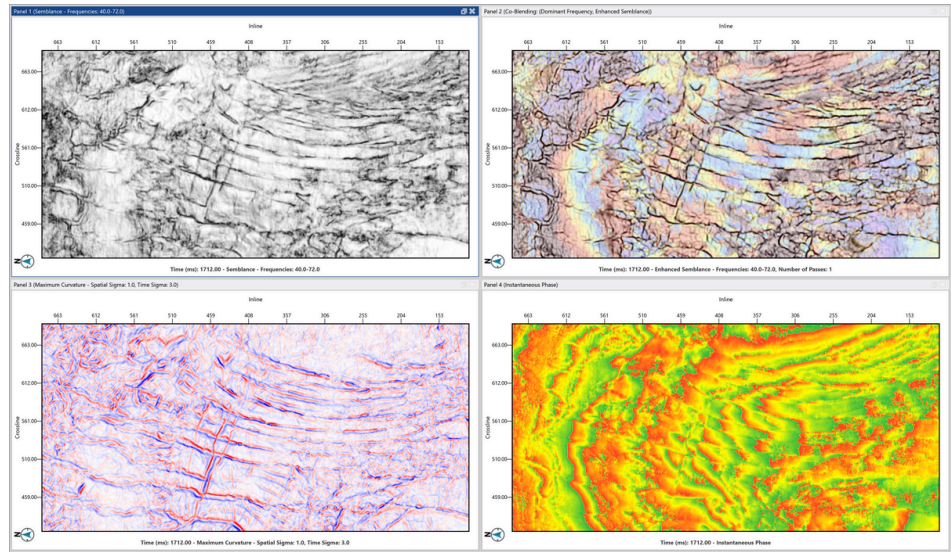 Panel 1 (Semblance - Frequencies: 40.0-72.0)
Inline
663 612 561 510 459 408 357 306 255 204 153
663.00
612.00
561.00
510.00
459.00
Crossline
N
Time (ms): 1712.00 - Semblance - Frequencies: 40.0-72.0
Panel 2 (Co-Blending: (Dominant Frequency, Enhanced Semblance))
Inline
663 612 561 510 459 408 357 306 255 204 153
663.00
612.00
561.00
510.00
459.00
Crossline
N
Time (ms): 1712.00 - Enhanced Semblance - Frequencies: 40.0-72.0, Number of Passes: 1
Panel 3 (Maximum Curvature - Spatial Sigma: 1.0, Time Sigma: 3.0)
Inline
663 612 561 510 459 408 357 306 255 204 153
663.00
612.00
561.00
510.00
459.00
Crossline
N
Time (ms): 1712.00 - Maximum Curvature - Spatial Sigma: 1.0, Time Sigma: 3.0
Panel 4 (Instantaneous Phase)
Inline
663 612 561 510 459 408 357 306 255 204 153
663.00
612.00
561.00
510.00
459.00
Crossline
N
Time (ms): 1712.00 - Instantaneous Phase